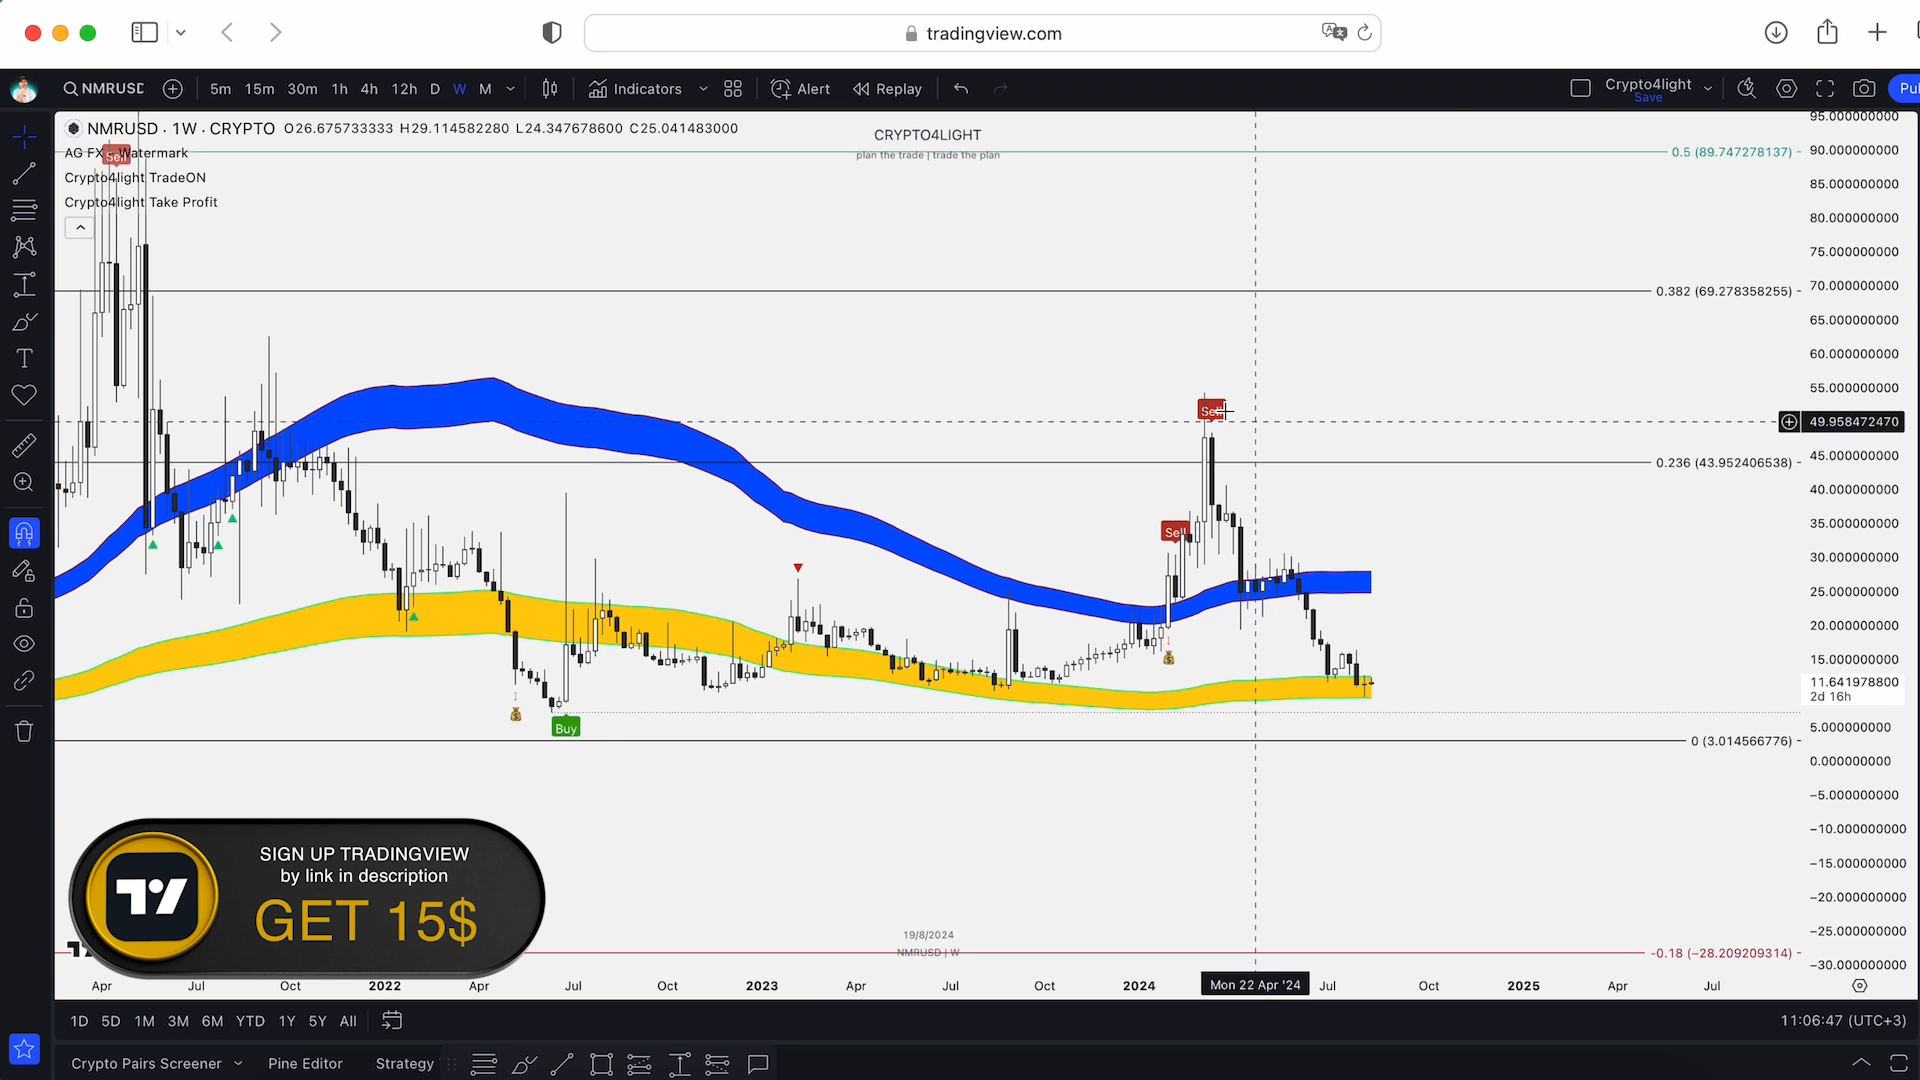 tradingview.com
NMRUSD
5m 15m 30m 1h 4h 12h D W M
Indicators
Alert
Replay
Crypto4light
Save
NMRUSD · 1W · CRYPTO O26.675733333 H29.114582280 L24.347678600 C25.041483000
AG FX - Watermark
Sell
Crypto4light TradeON
Crypto4light Take Profit
CRYPTO4LIGHT
plan the trade | trade the plan
0.5 (89.747278137)
0.382 (69.278358255)
0.236 (43.952406538)
0 (3.014566776)
-0.18 (−28.209209314)
Sell
Sell
Buy
95.000000000
90.000000000
85.000000000
80.000000000
75.000000000
70.000000000
65.000000000
60.000000000
55.000000000
49.958472470
45.000000000
40.000000000
35.000000000
30.000000000
25.000000000
20.000000000
15.000000000
11.641978800
2d 16h
5.000000000
0.000000000
−5.000000000
−10.000000000
−15.000000000
−20.000000000
−25.000000000
−30.000000000
SIGN UP TRADINGVIEW
by link in description
GET 15$
19/8/2024
NMRUSD | W
Apr Jul Oct 2022 Apr Jul Oct 2023 Apr Jul Oct 2024 Mon 22 Apr '24 Jul Oct 2025 Apr Jul
1D 5D 1M 3M 6M YTD 1Y 5Y All
11:06:47 (UTC+3)
Crypto Pairs Screener Pine Editor Strategy